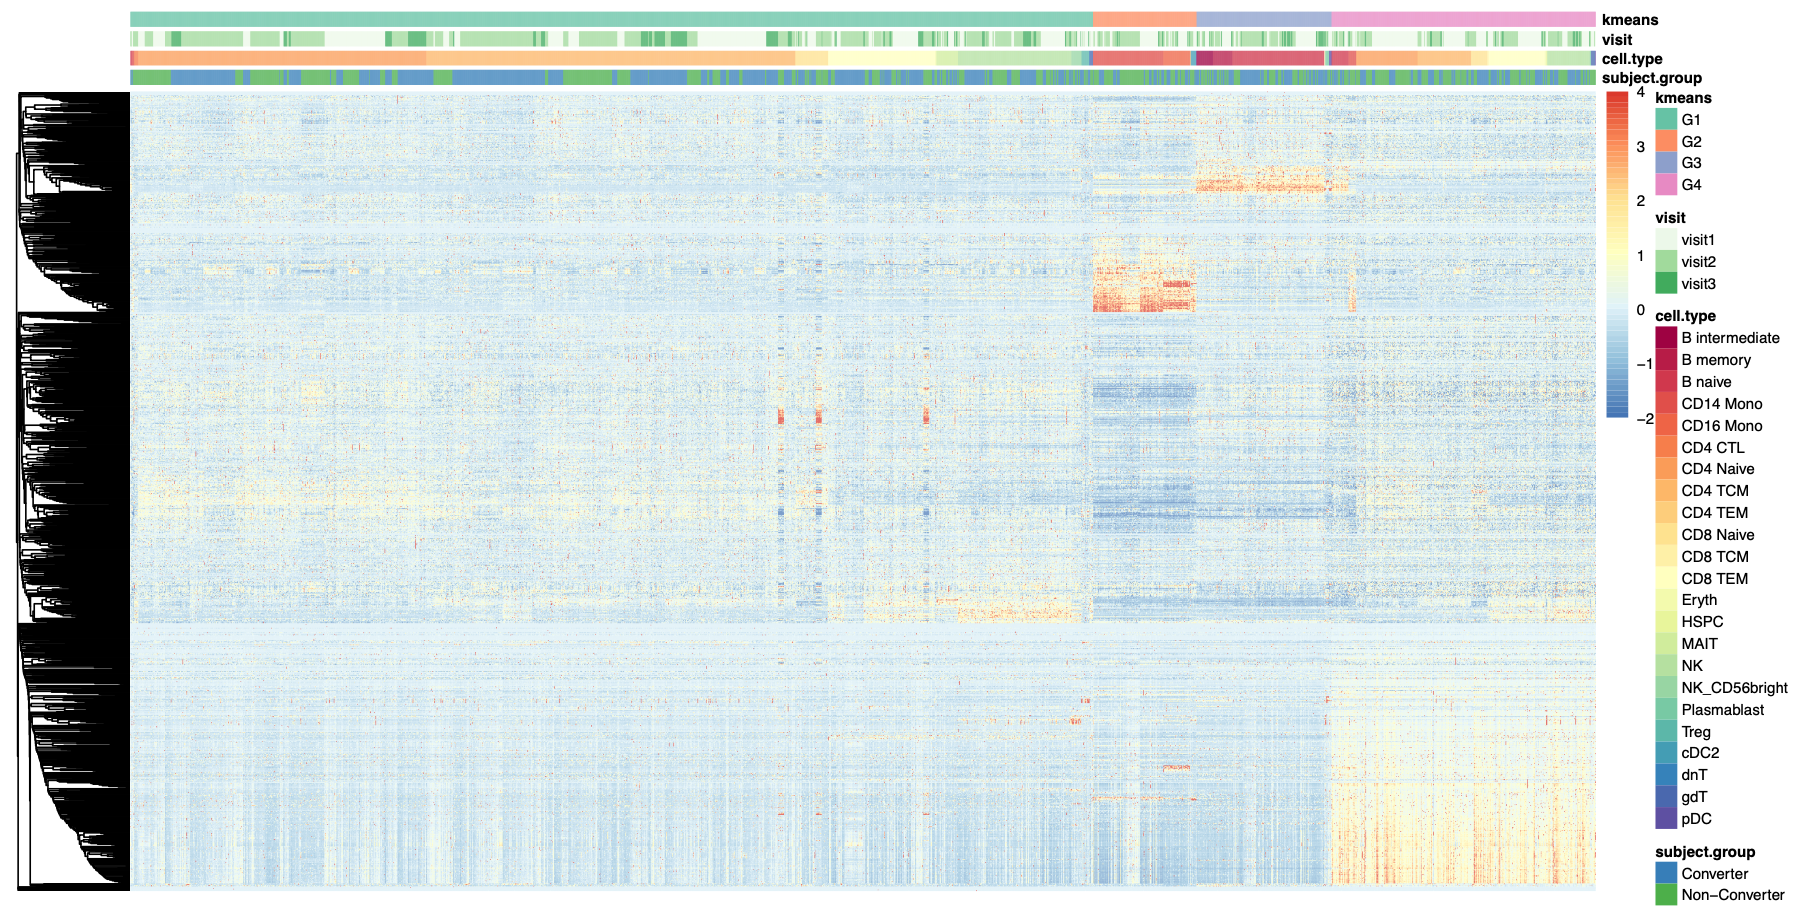 kmeans
visit
cell.type
subject.group
4
3
2
1
0
−1
−2
kmeans
G1
G2
G3
G4
visit
visit1
visit2
visit3
cell.type
B intermediate
B memory
B naive
CD14 Mono
CD16 Mono
CD4 CTL
CD4 Naive
CD4 TCM
CD4 TEM
CD8 Naive
CD8 TCM
CD8 TEM
Eryth
HSPC
MAIT
NK
NK_CD56bright
Plasmablast
Treg
cDC2
dnT
gdT
pDC
subject.group
Converter
Non−Converter